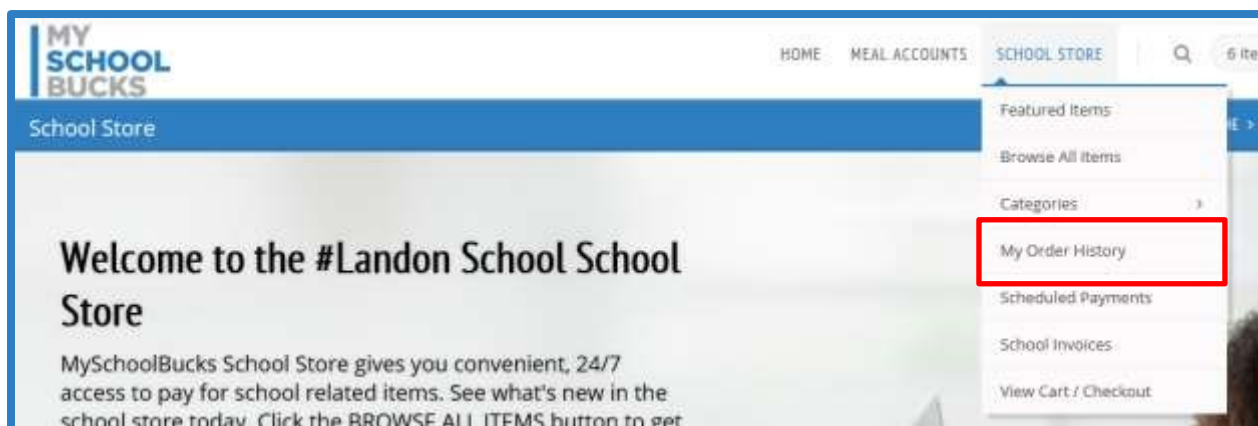 MY
SCHOOL
BUCKS
HOME MEAL ACCOUNTS SCHOOL STORE 6 ite
School Store
Featured Items
Browse All Items
Categories >
My Order History
Scheduled Payments
School Invoices
View Cart / Checkout
Welcome to the #Landon School School
Store
MySchoolBucks School Store gives you convenient, 24/7
access to pay for school related items. See what's new in the
school store today. Click the BROWSE ALL ITEMS button to get